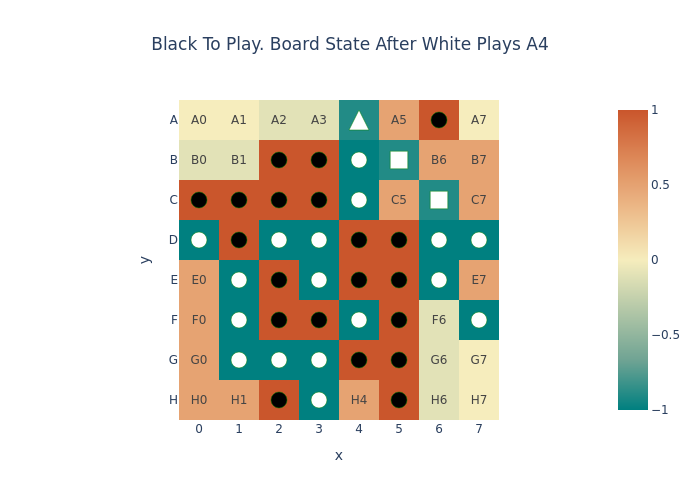 Black To Play. Board State After White Plays A4
A A0 A1 A2 A3 A5 A7 1
B B0 B1 B6 B7
C C5 C7 0.5
D
y E E0 E7 0
F F0 F6
G G0 G6 G7 −0.5
H H0 H1 H4 H6 H7 −1
0 1 2 3 4 5 6 7
x